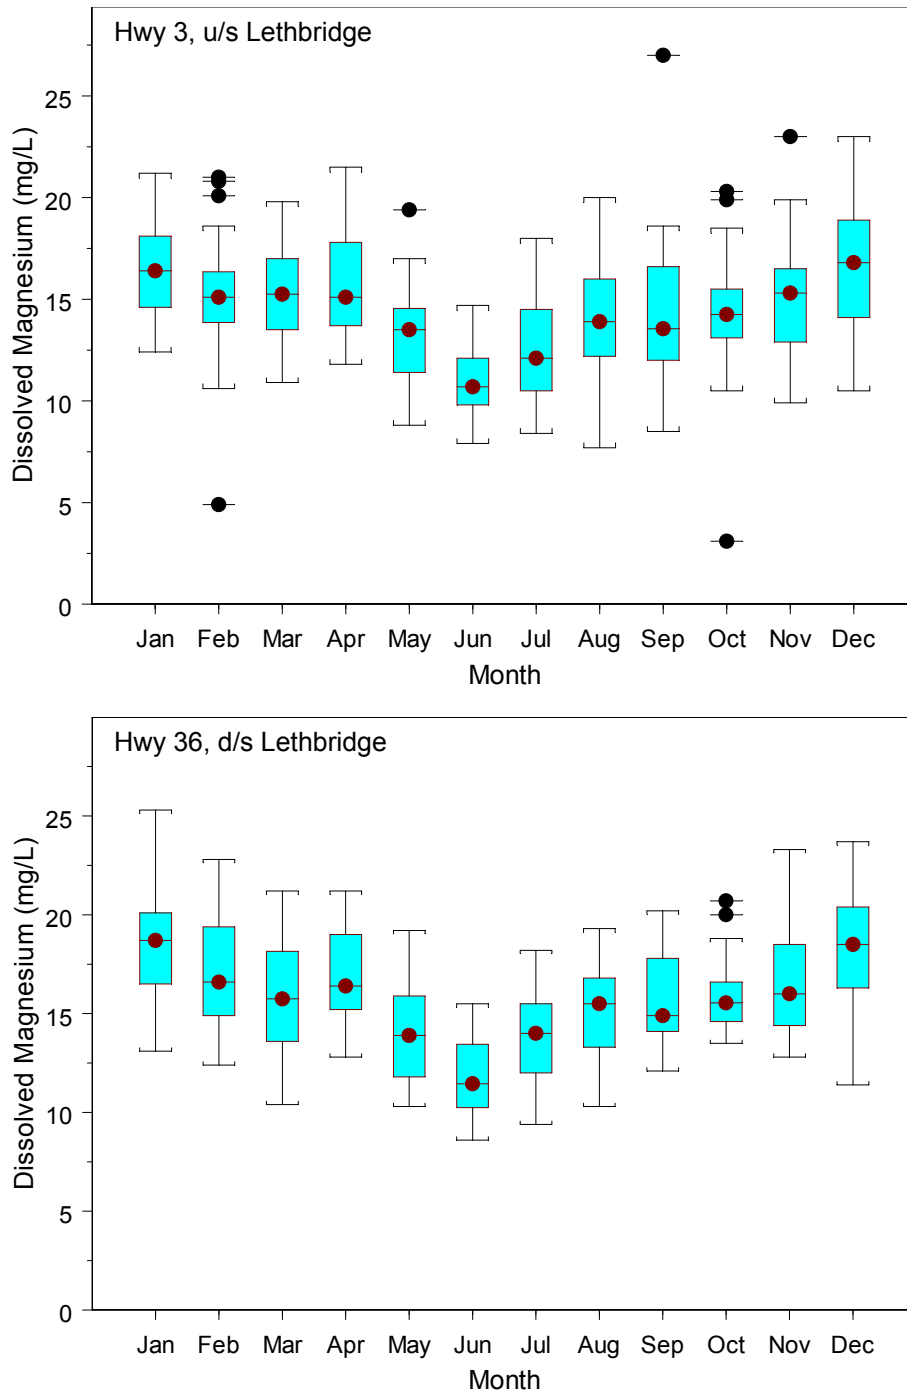 Hwy 3, u/s Lethbridge
Dissolved Magnesium (mg/L)
25
20
15
10
5
0
Jan Feb Mar Apr May Jun Jul Aug Sep Oct Nov Dec
Month
Hwy 36, d/s Lethbridge
Dissolved Magnesium (mg/L)
25
20
15
10
5
0
Jan Feb Mar Apr May Jun Jul Aug Sep Oct Nov Dec
Month